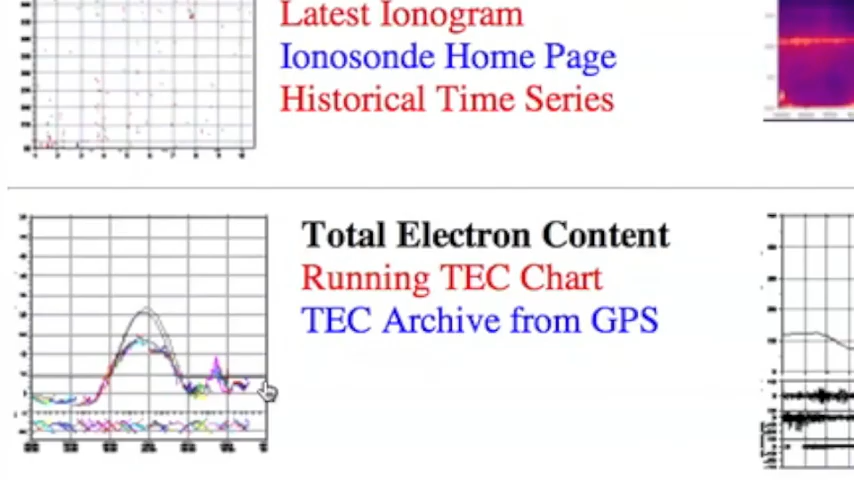 Latest Ionogram
Ionosonde Home Page
Historical Time Series
Total Electron Content
Running TEC Chart
TEC Archive from GPS